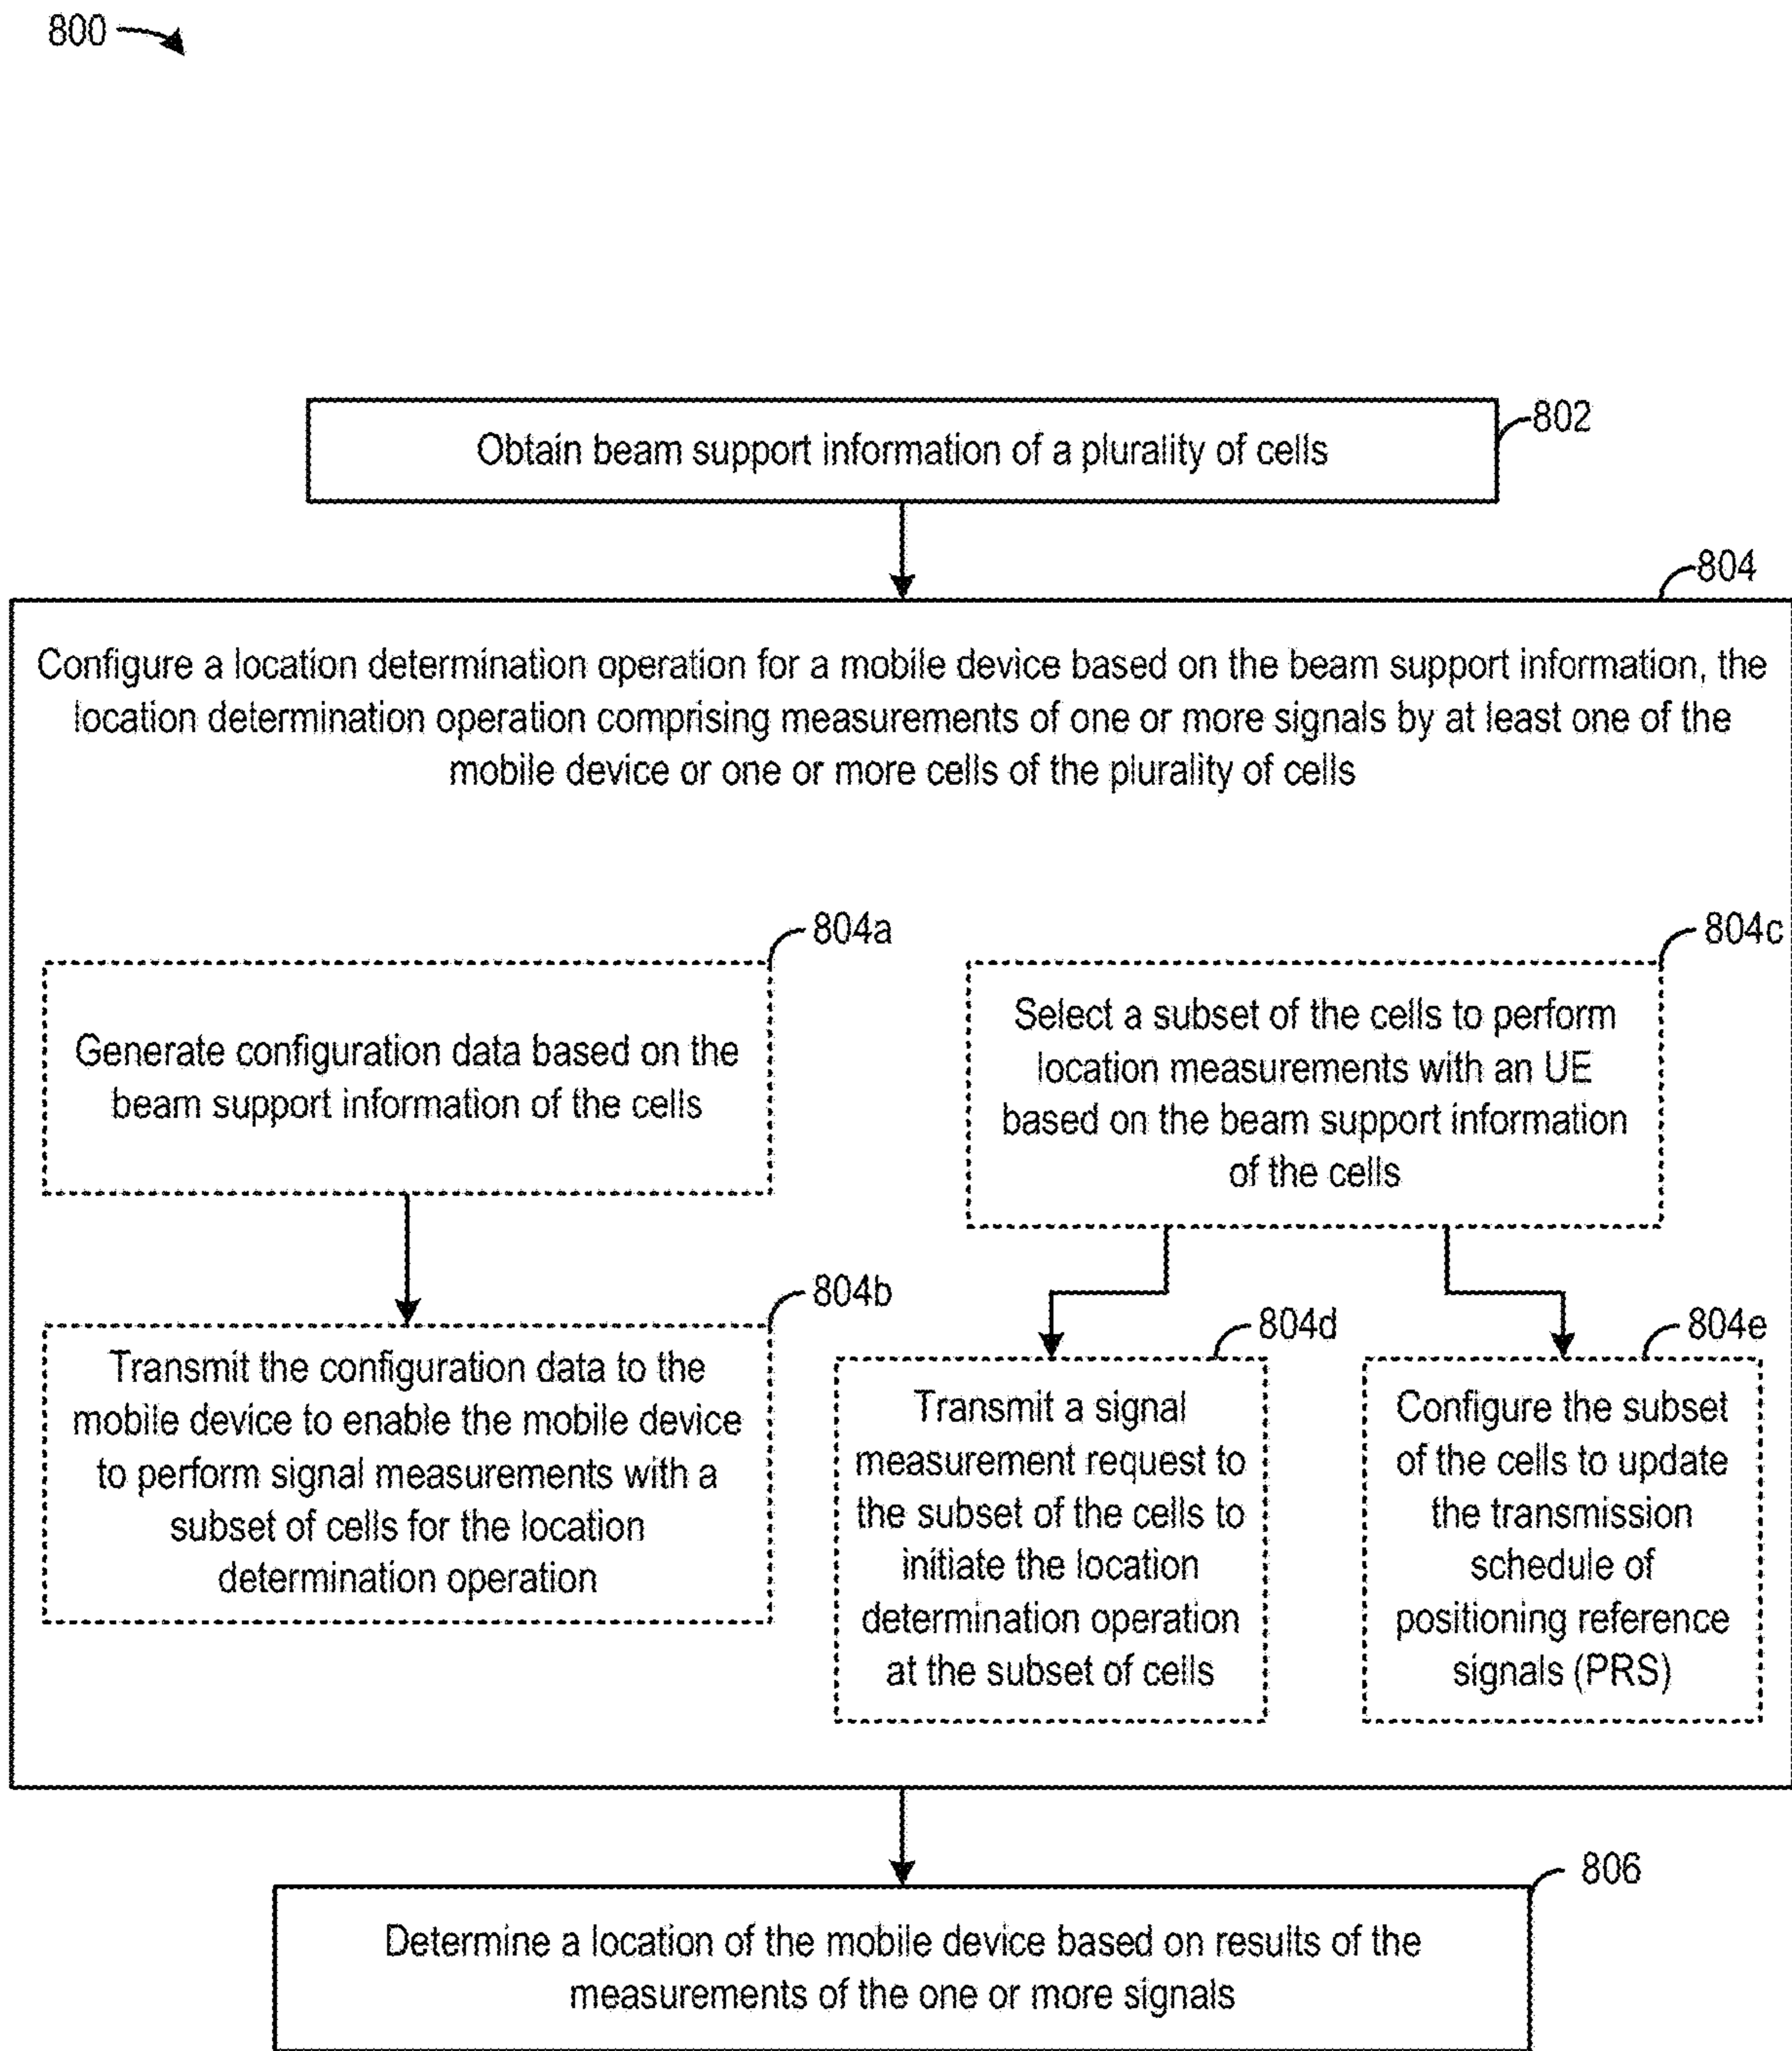 800
802
Obtain beam support information of a plurality of cells
804
Configure a location determination operation for a mobile device based on the beam support information, the
location determination operation comprising measurements of one or more signals by at least one of the
mobile device or one or more cells of the plurality of cells
804a
Generate configuration data based on the
beam support information of the cells
804b
Transmit the configuration data to the
mobile device to enable the mobile device
to perform signal measurements with a
subset of cells for the location
determination operation
804c
Select a subset of the cells to perform
location measurements with an UE
based on the beam support information
of the cells
804d
Transmit a signal
measurement request to
the subset of the cells to
initiate the location
determination operation
at the subset of cells
804e
Configure the subset
of the cells to update
the transmission
schedule of
positioning reference
signals (PRS)
806
Determine a location of the mobile device based on results of the
measurements of the one or more signals